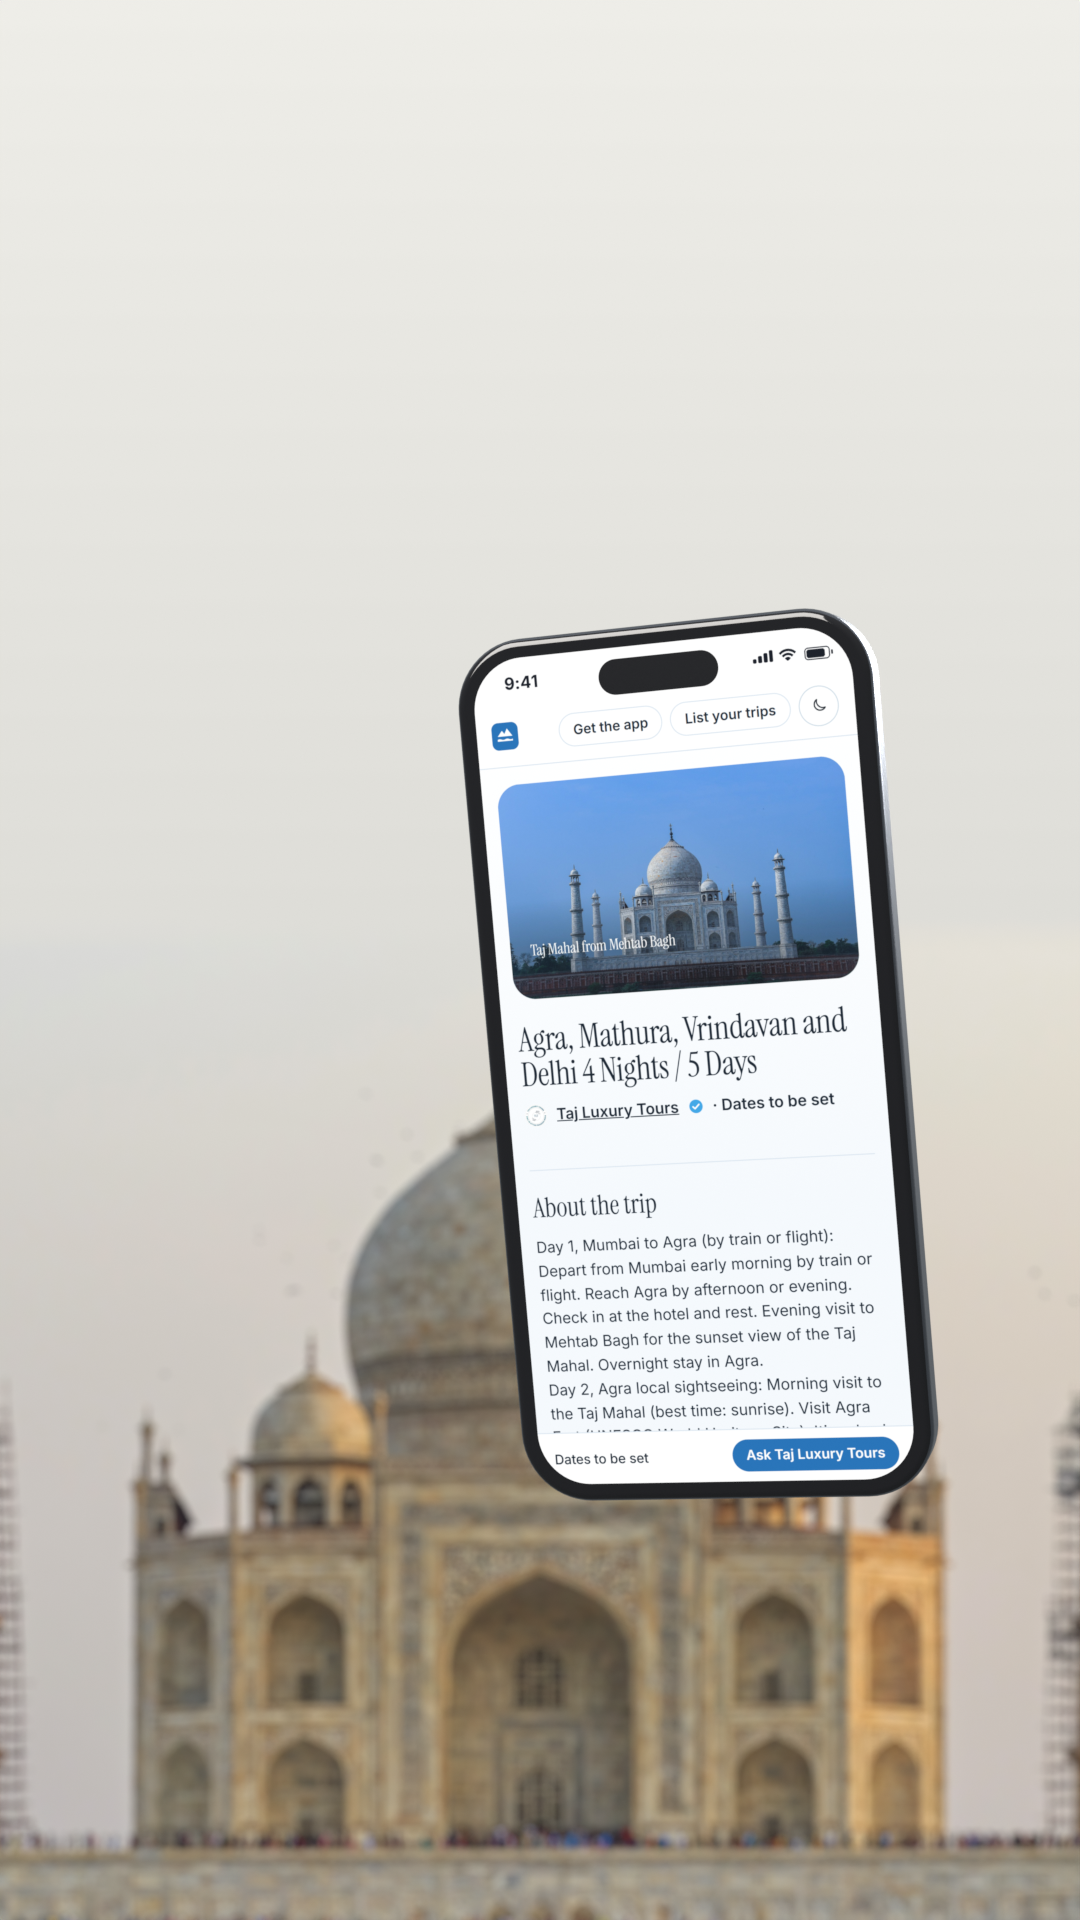 9:41
Get the app
List your trips
Taj Mahal from Mehtab Bagh
Agra, Mathura, Vrindavan and
Delhi 4 Nights / 5 Days
Taj Luxury Tours · Dates to be set
About the trip
Day 1, Mumbai to Agra (by train or flight):
Depart from Mumbai early morning by train or
flight. Reach Agra by afternoon or evening.
Check in at the hotel and rest. Evening visit to
Mehtab Bagh for the sunset view of the Taj
Mahal. Overnight stay in Agra.
Day 2, Agra local sightseeing: Morning visit to
the Taj Mahal (best time: sunrise). Visit Agra
Dates to be set
Ask Taj Luxury Tours